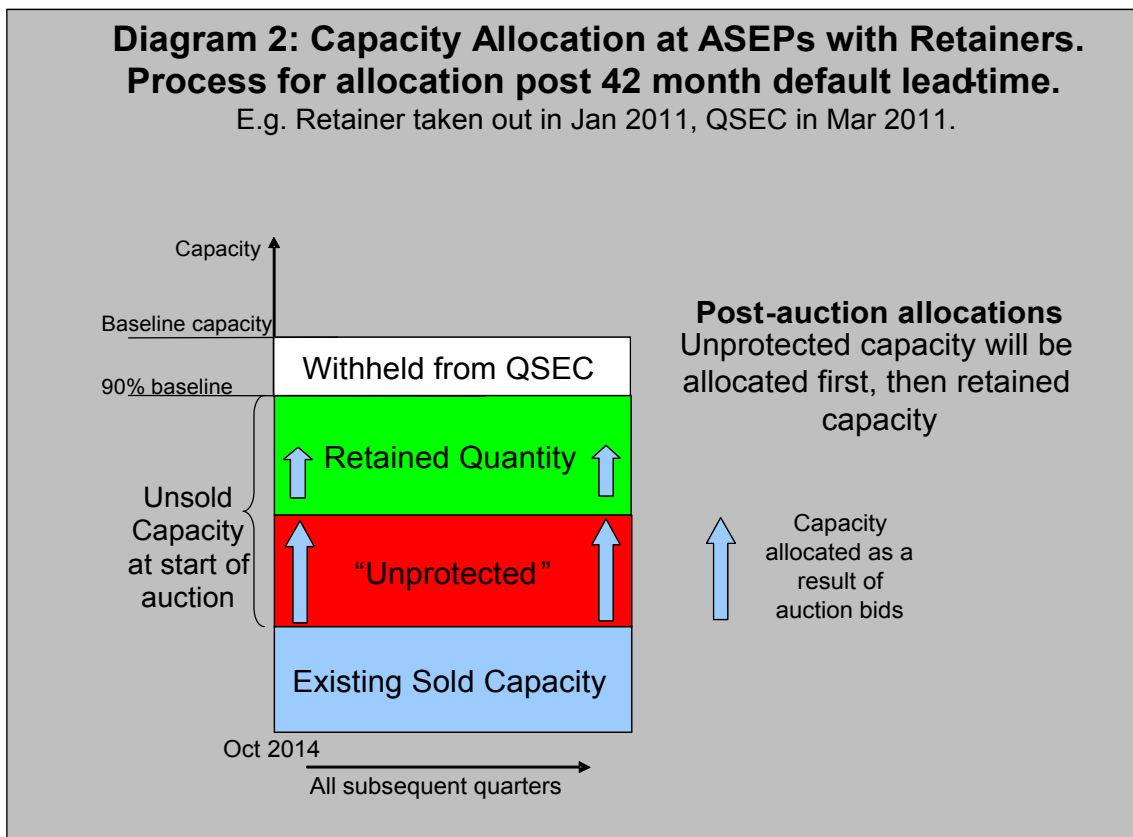 Diagram 2: Capacity Allocation at ASEPs with Retainers.
Process for allocation post 42 month default lead-time.
E.g. Retainer taken out in Jan 2011, QSEC in Mar 2011.
Capacity
Baseline capacity
90% baseline
Withheld from QSEC
Retained Quantity
"Unprotected"
Existing Sold Capacity
Unsold
Capacity
at start of
auction
Oct 2014
All subsequent quarters
Post-auction allocations
Unprotected capacity will be
allocated first, then retained
capacity
Capacity
allocated as a
result of
auction bids